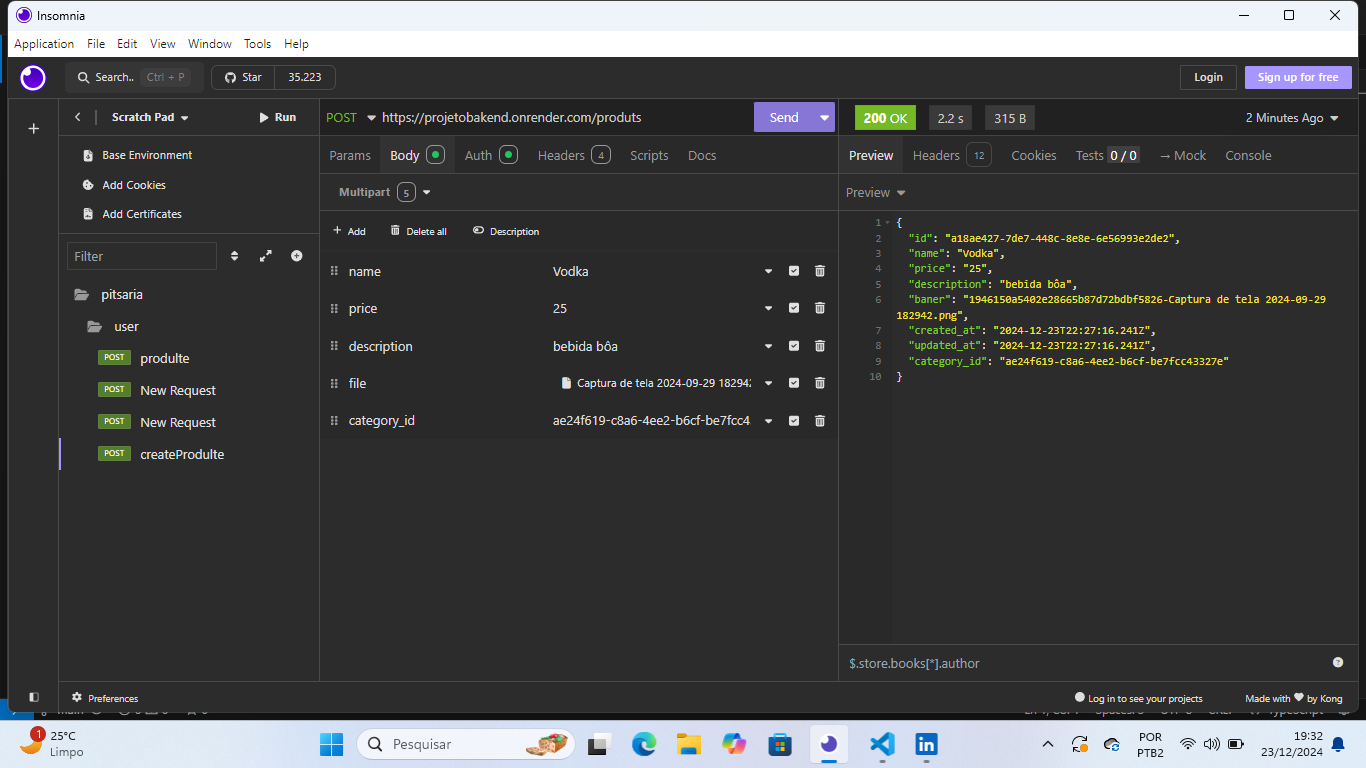 Insomnia
Application File Edit View Window Tools Help
Search.. Ctrl + P Star 35.223 Login Sign up for free
Scratch Pad Run
POST https://projetobakend.onrender.com/produts Send
200 OK 2.2 s 315 B 2 Minutes Ago
Base Environment
Add Cookies
Add Certificates
Filter
pitsaria
user
POST produlte
POST New Request
POST New Request
POST createProdulte
Preferences
Params Body Auth Headers 4 Scripts Docs
Multipart 5
Add Delete all Description
name Vodka
price 25
description bebida bôa
file Captura de tela 2024-09-29 18294
category_id ae24f619-c8a6-4ee2-b6cf-be7fcc4
Preview Headers 12 Cookies Tests 0 / 0 → Mock Console
Preview
1 {
2 "id": "a18ae427-7de7-448c-8e8e-6e56993e2de2",
3 "name": "Vodka",
4 "price": "25",
5 "description": "bebida bôa",
6 "baner": "1946150a5402e28665b87d72bdbf5826-Captura de tela 2024-09-29
182942.png",
7 "created_at": "2024-12-23T22:27:16.241Z",
8 "updated_at": "2024-12-23T22:27:16.241Z",
9 "category_id": "ae24f619-c8a6-4ee2-b6cf-be7fcc43327e"
10 }
$.store.books[*].author
Log in to see your projects Made with ♥ by Kong
1 25°C
Limpo
Pesquisar
POR
PTB2
19:32
23/12/2024